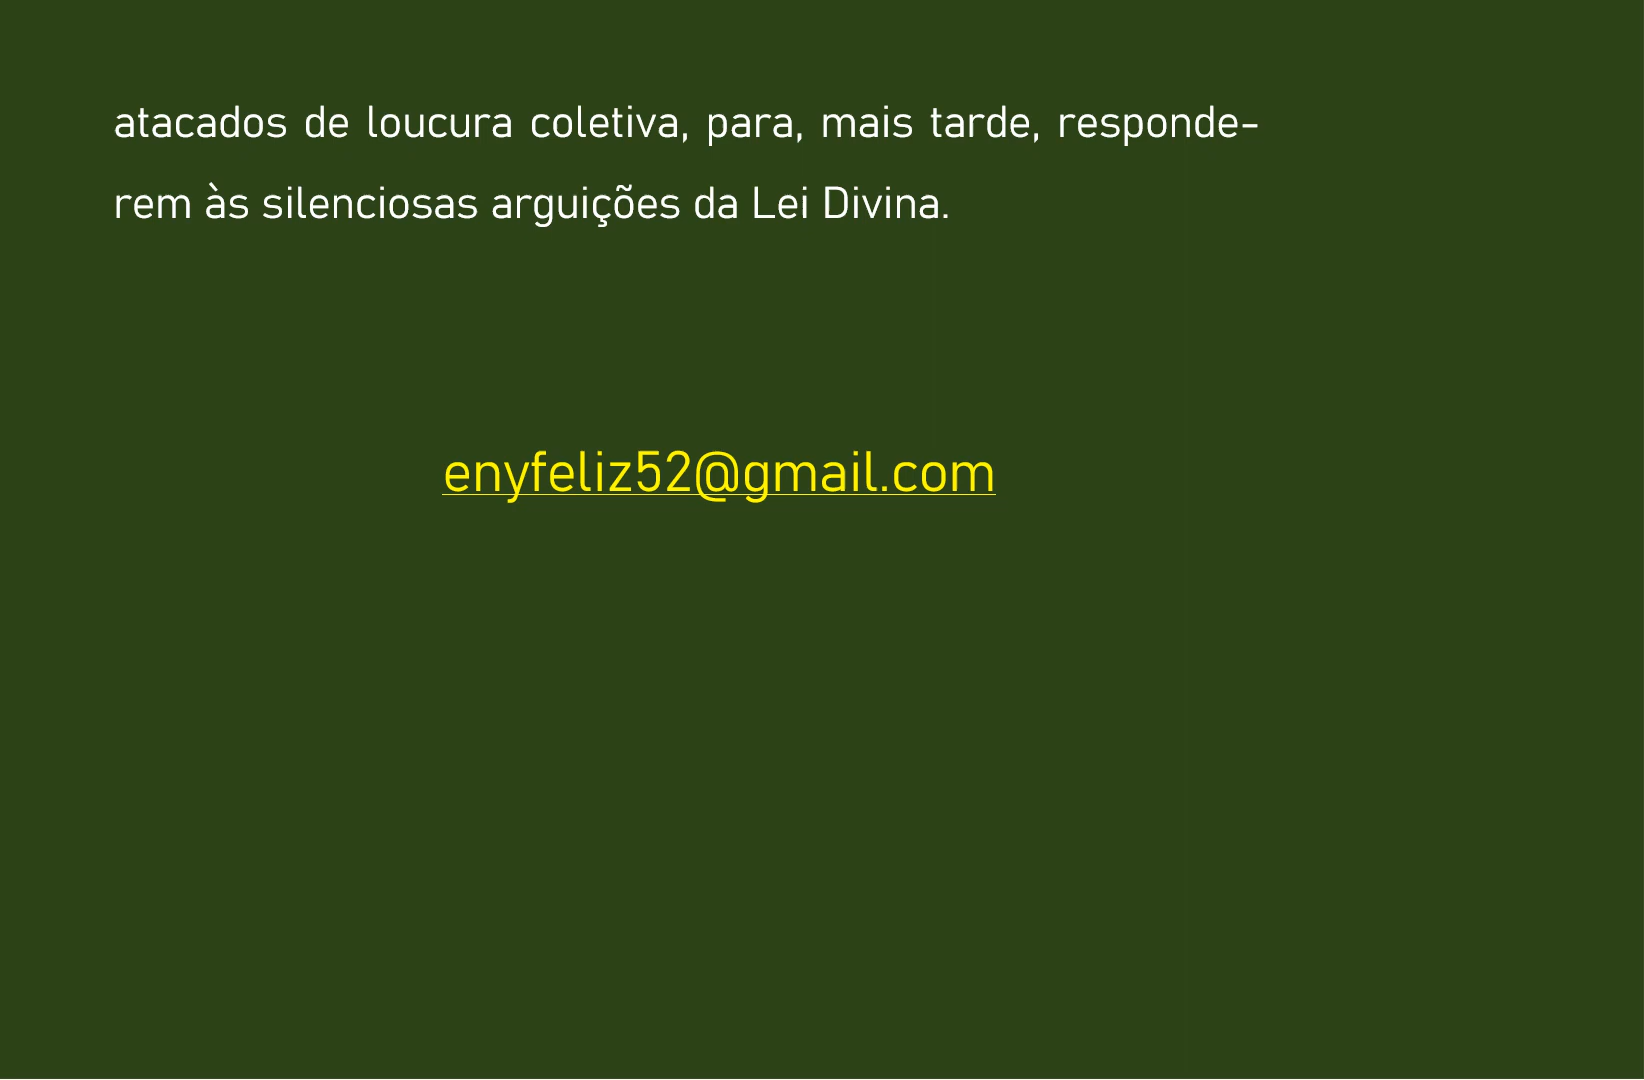 atacados de loucura coletiva, para, mais tarde, responde-
rem às silenciosas arguições da Lei Divina.
enyfeliz52@gmail.com